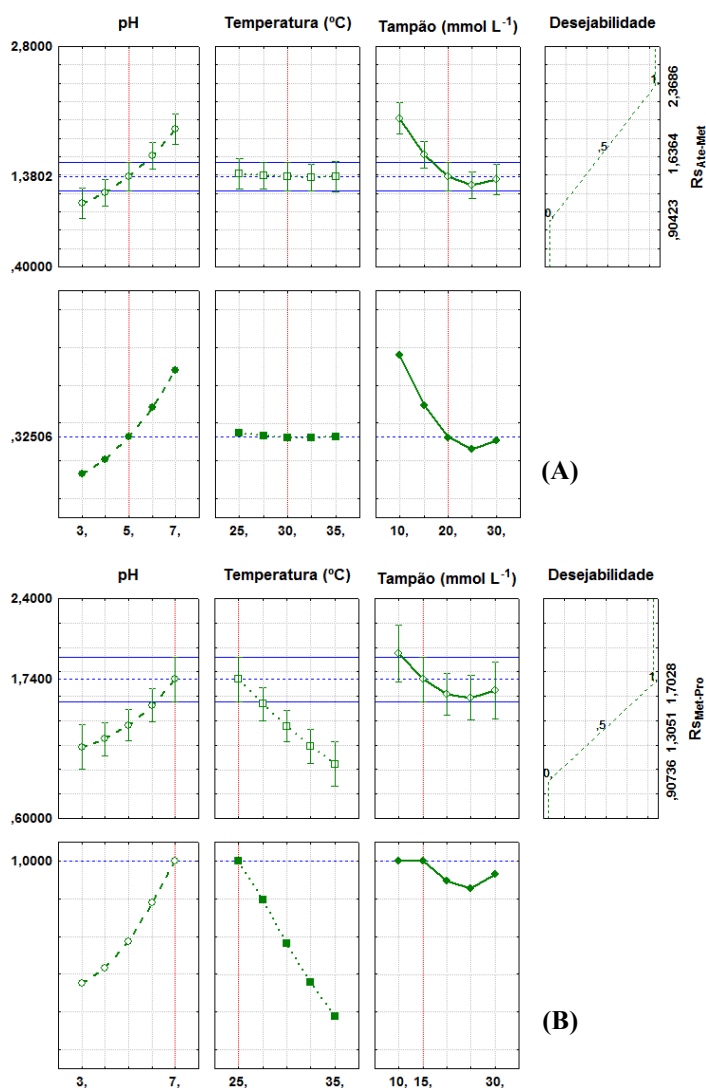 pH
Temperatura (ºC)
Tampão (mmol L-1)
Desejabilidade
2,8000
1,3802
,40000
1,
,5
0,
2,3686
1,6364
,90423
RsAte-Met
,32506
3, 5, 7,
25, 30, 35,
10, 20, 30,
(A)
pH
Temperatura (ºC)
Tampão (mmol L-1)
Desejabilidade
2,4000
1,7400
,60000
1,
,5
0,
1,7028
1,3051
,90736
RsMet-Pro
1,0000
3, 7,
25, 35,
10, 15, 30,
(B)